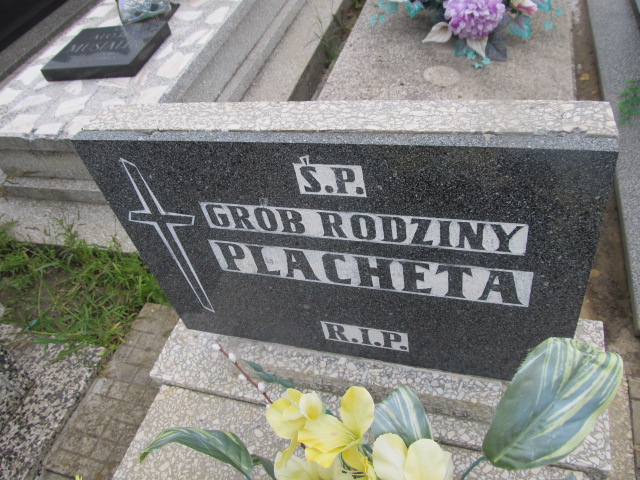 Ś.P.
GRÓB RODZINY
PLACHETA
R.I.P.